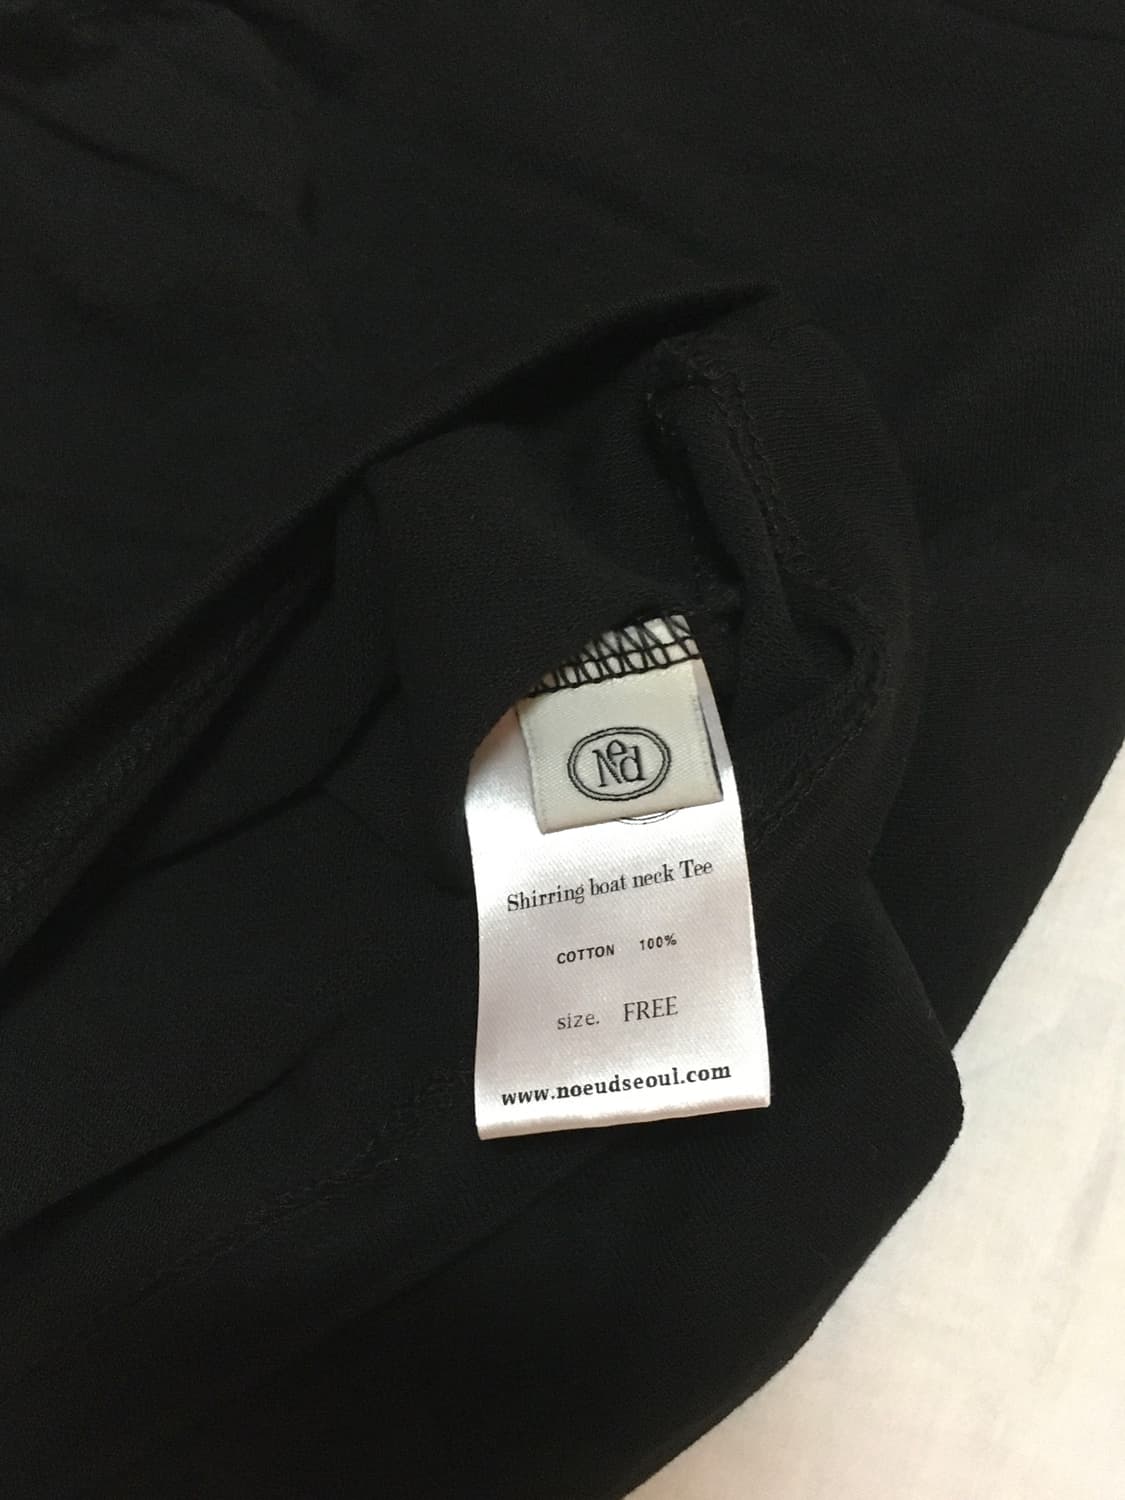 Ned
Shirring boat neck Tee
COTTON 100%
size. FREE
www.noeudseoul.com